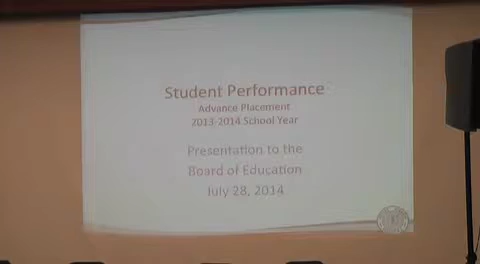 Student Performance
Advance Placement
2013-2014 School Year
Presentation to the
Board of Education
July 28, 2014